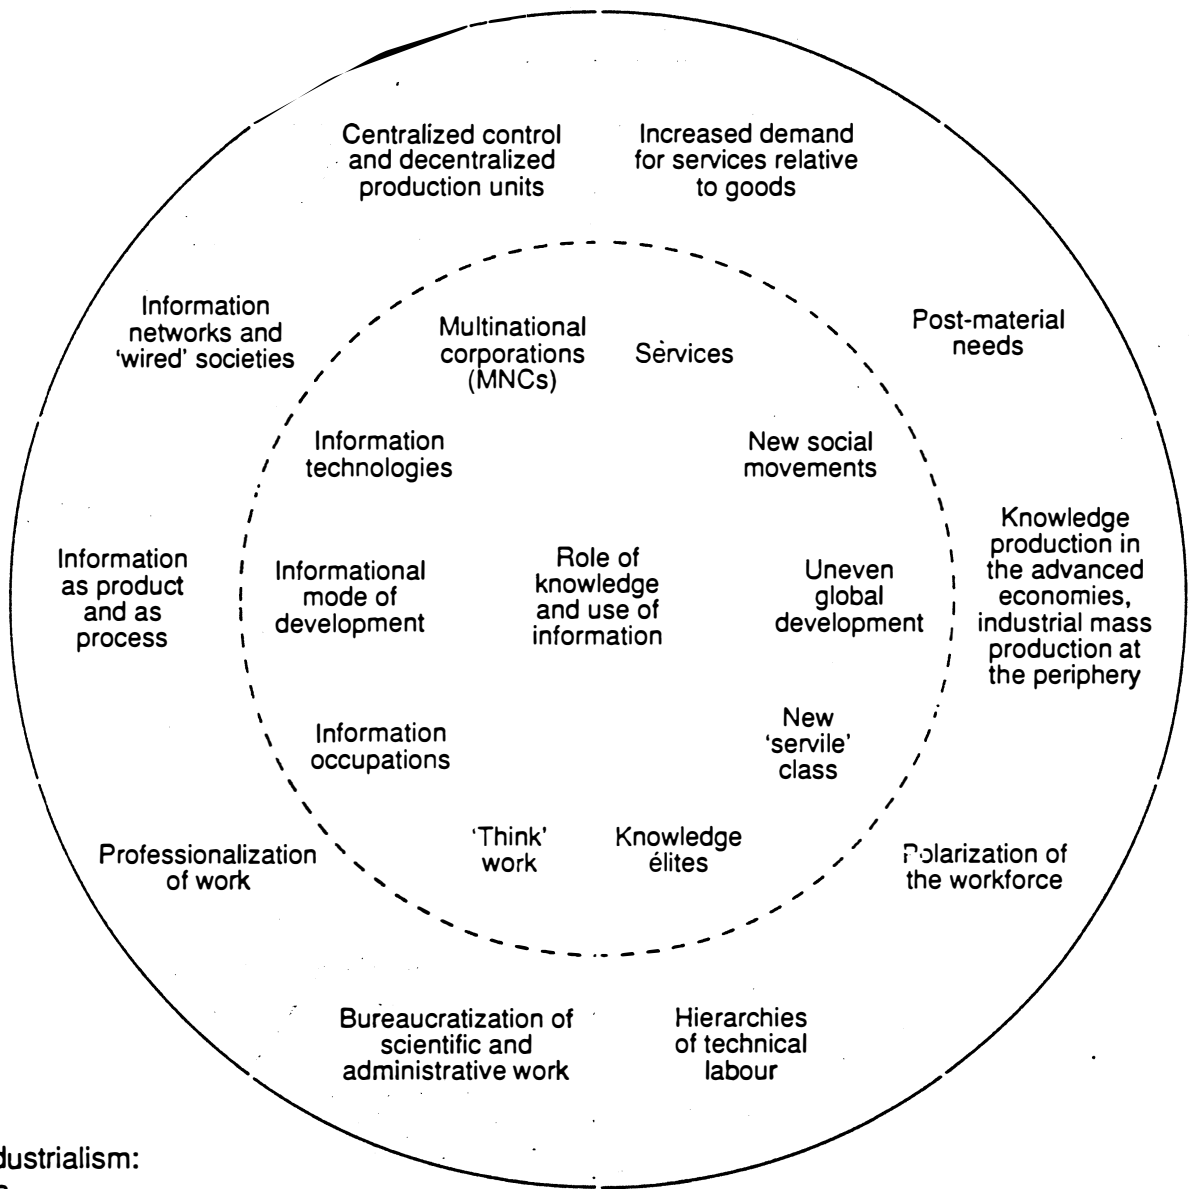 Centralized control
and decentralized
production units
Increased demand
for services relative
to goods
Information
networks and
‘wired’ societies
Multinational
corporations
(MNCs)
Services
Post-material
needs
Information
technologies
New social
movements
Information
as product
and as
process
Informational
mode of
development
Role of
knowledge
and use of
information
Uneven
global
development
Knowledge
production in
the advanced
economies,
industrial mass
production at
the periphery
Information
occupations
New
‘servile’
class
Professionalization
of work
‘Think’
work
Knowledge
élites
Polarization of
the workforce
Bureaucratization of
scientific and
administrative work
Hierarchies
of technical
labour
dustrialism: